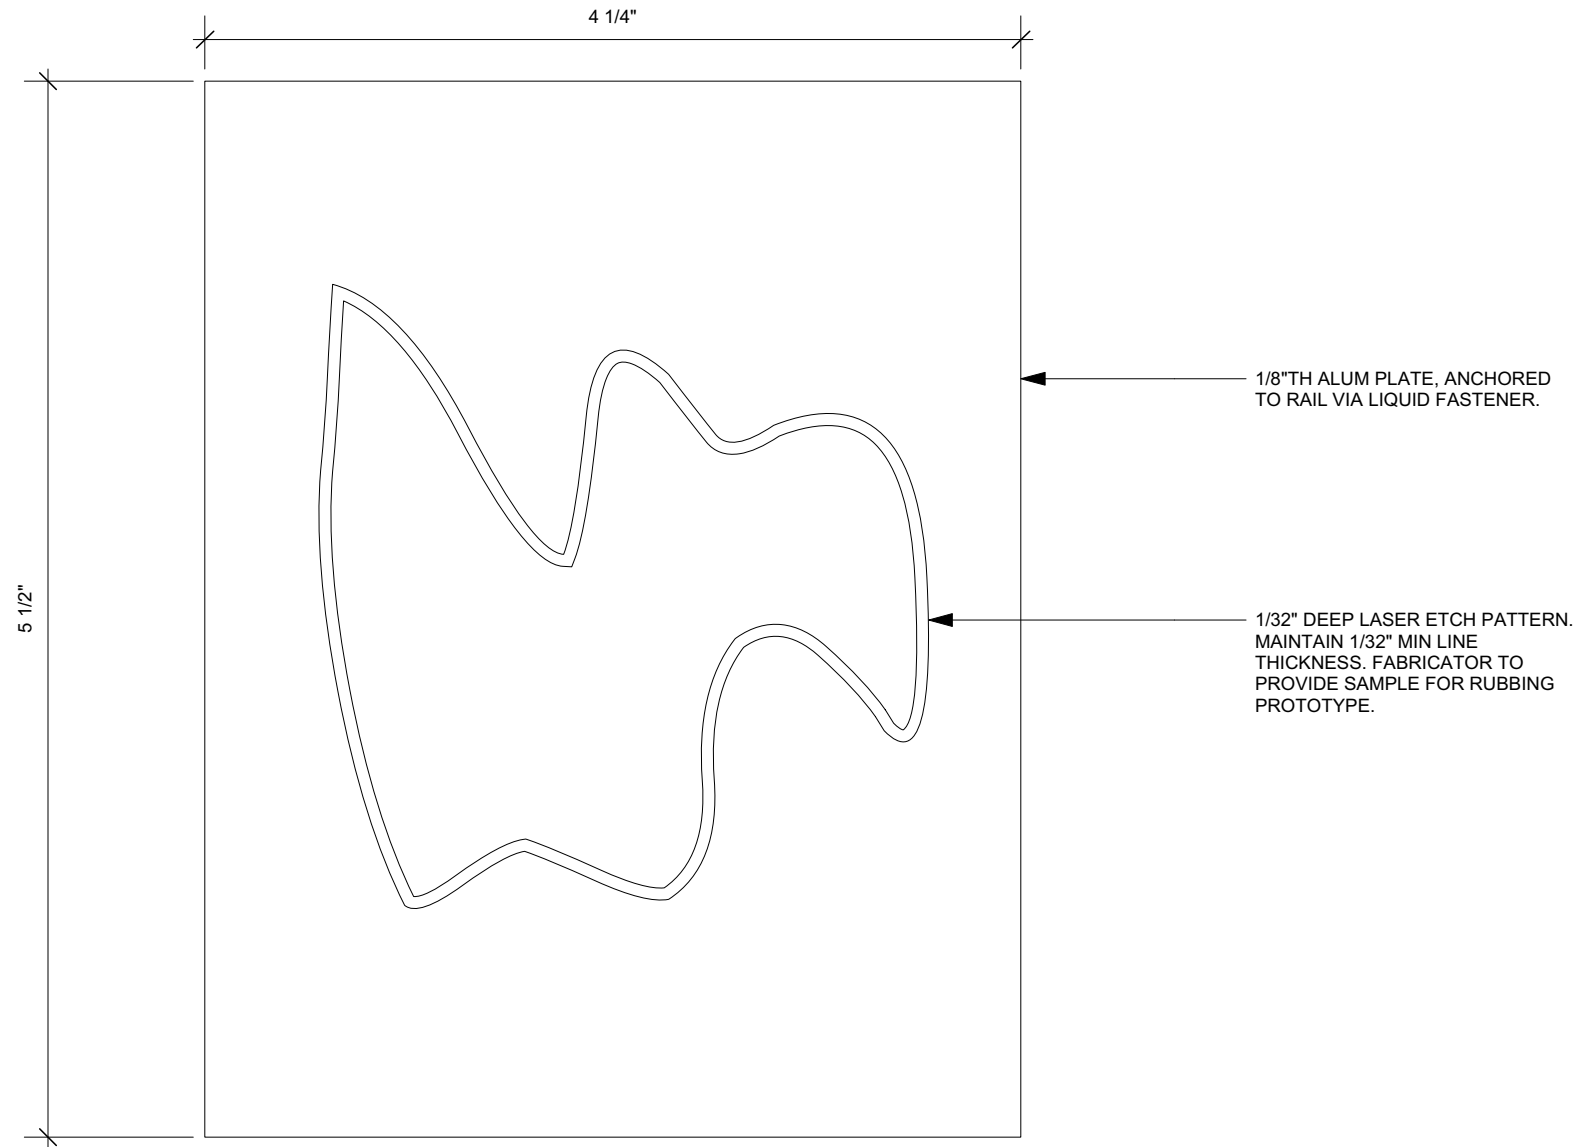 4 1/4"
5 1/2"
1/8"TH ALUM PLATE, ANCHORED
TO RAIL VIA LIQUID FASTENER.
1/32" DEEP LASER ETCH PATTERN.
MAINTAIN 1/32" MIN LINE
THICKNESS. FABRICATOR TO
PROVIDE SAMPLE FOR RUBBING
PROTOTYPE.